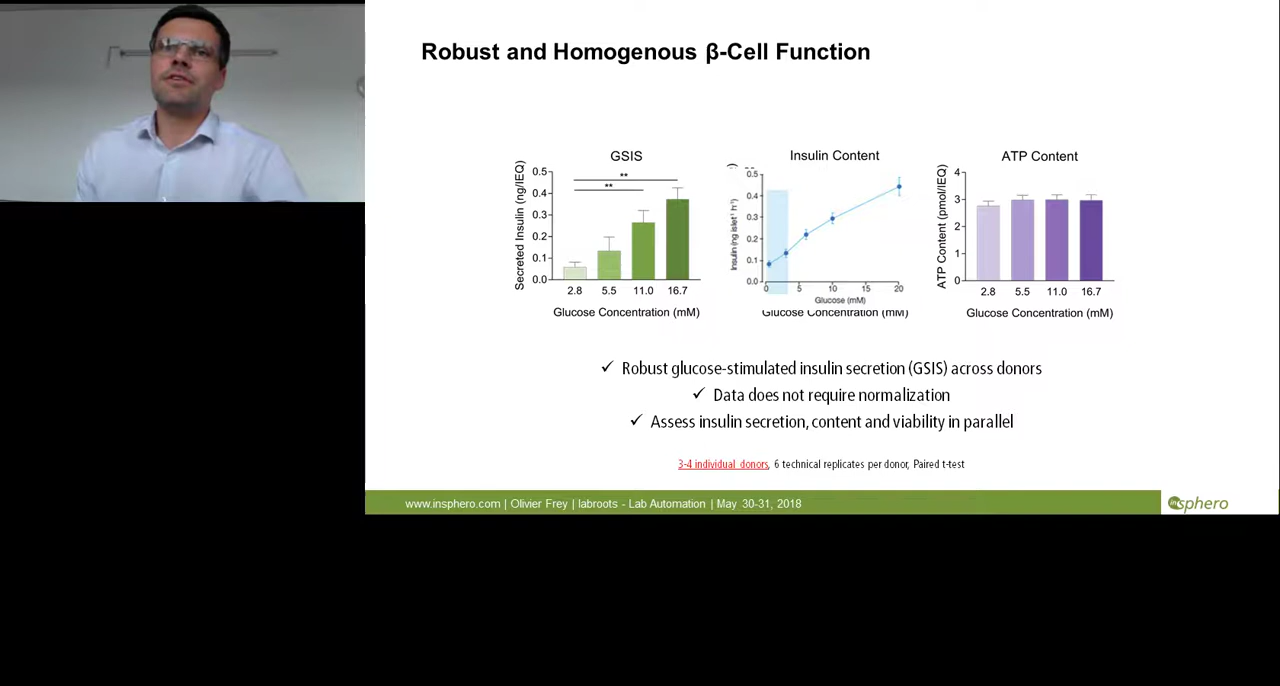 Robust and Homogenous β-Cell Function
GSIS
Secreted Insulin (ng/IEQ)
0.5
0.4
0.3
0.2
0.1
0.0
**
**
2.8 5.5 11.0 16.7
Glucose Concentration (mM)
Insulin Content
Insulin (ng islet⁻¹ h⁻¹)
0.5
0.4
0.3
0.2
0.1
0.0
0 5 10 15 20
Glucose (mM)
Glucose Concentration (mM)
ATP Content
ATP Content (pmol/IEQ)
4
3
2
1
0
2.8 5.5 11.0 16.7
Glucose Concentration (mM)
✓ Robust glucose-stimulated insulin secretion (GSIS) across donors
✓ Data does not require normalization
✓ Assess insulin secretion, content and viability in parallel
3-4 individual donors, 6 technical replicates per donor, Paired t-test
www.insphero.com | Olivier Frey | labroots - Lab Automation | May 30-31, 2018
insphero